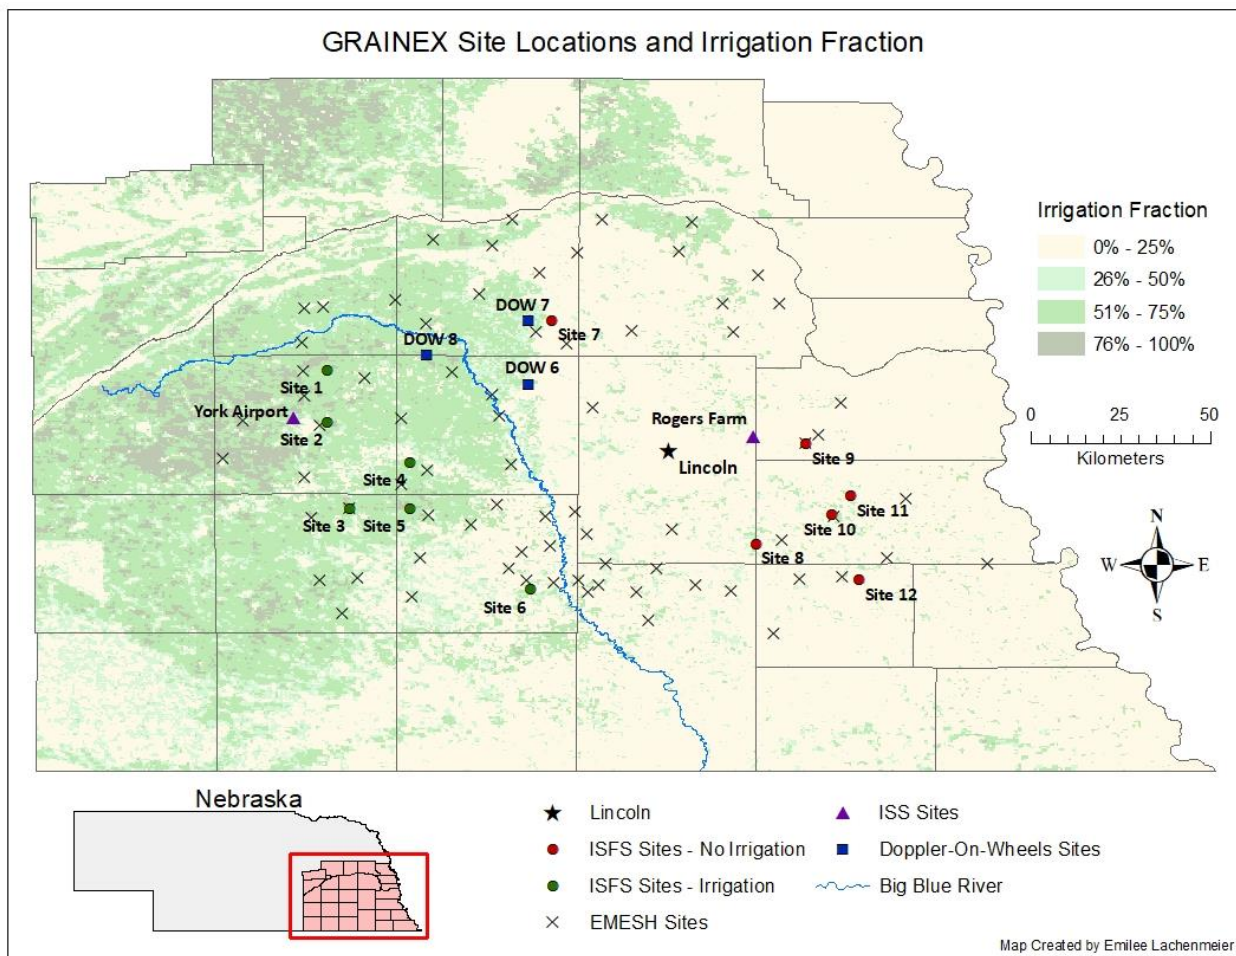 GRAINEX Site Locations and Irrigation Fraction
Irrigation Fraction
0% - 25%
26% - 50%
51% - 75%
76% - 100%
DOW 7
Site 7
DOW 8
DOW 6
Site 1
York Airport
Site 2
Rogers Farm
Lincoln
0 25 50
Kilometers
Site 9
Site 4
Site 11
Site 3
Site 5
Site 10
Site 8
N
W E
S
Site 12
Site 6
Nebraska
Lincoln
ISFS Sites - No Irrigation
ISFS Sites - Irrigation
EMESH Sites
ISS Sites
Doppler-On-Wheels Sites
Big Blue River
Map Created by Emilee Lachenmeier